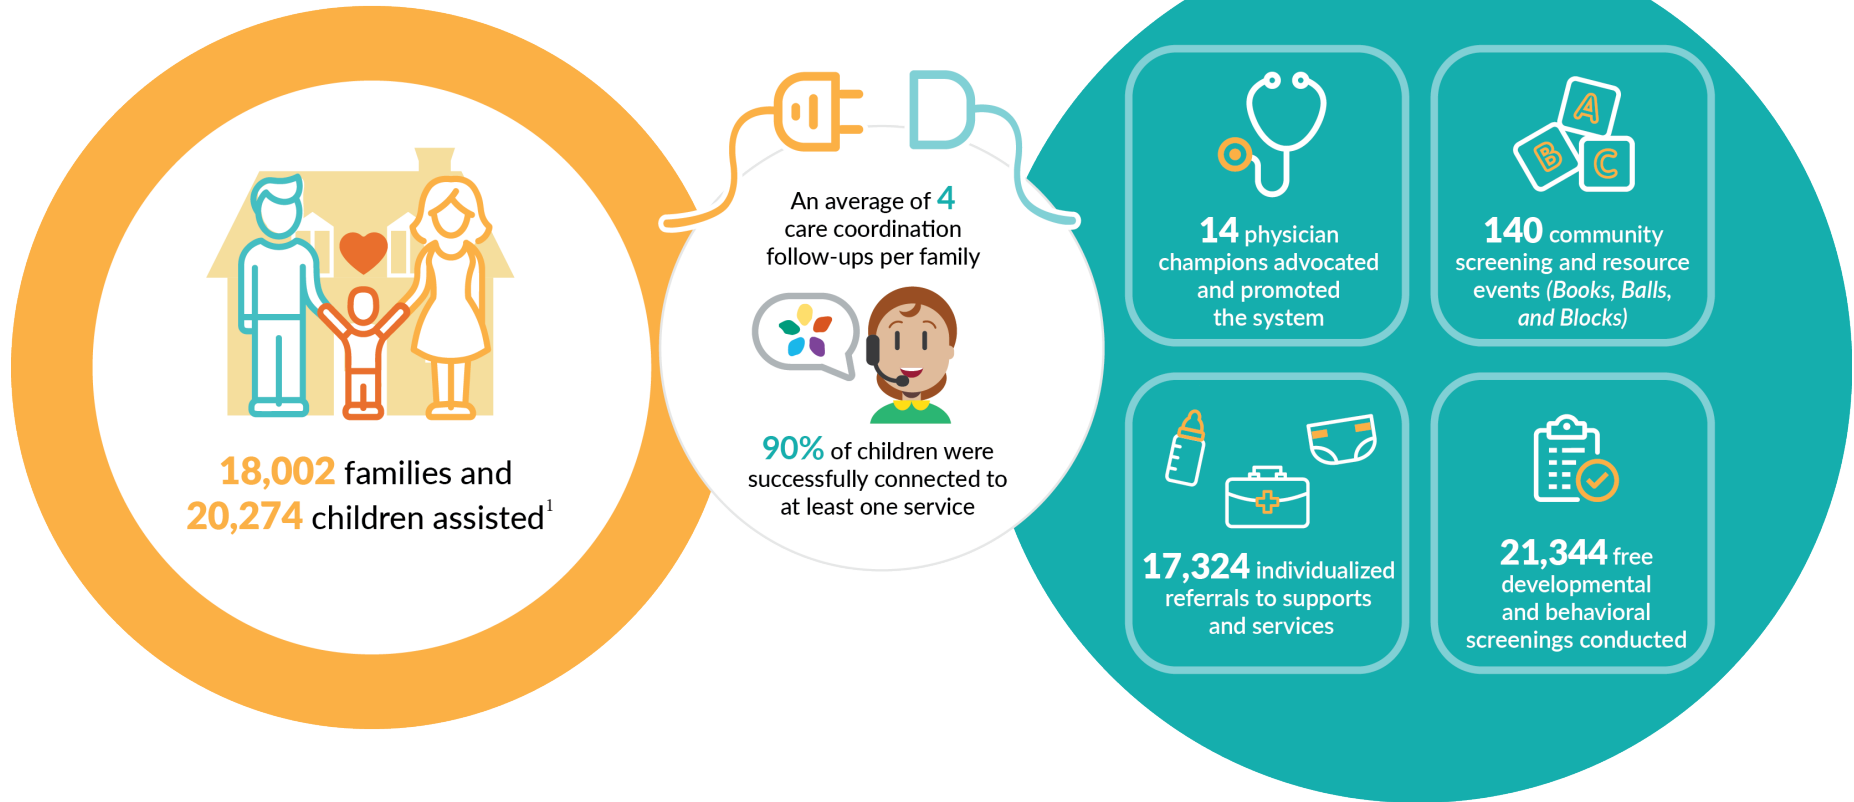 18,002 families and
20,274 children assisted1
An average of 4
care coordination
follow-ups per family
90% of children were
successfully connected to
at least one service
14 physician
champions advocated
and promoted
the system
A
B C
140 community
screening and resource
events (Books, Balls,
and Blocks)
17,324 individualized
referrals to supports
and services
21,344 free
developmental
and behavioral
screenings conducted